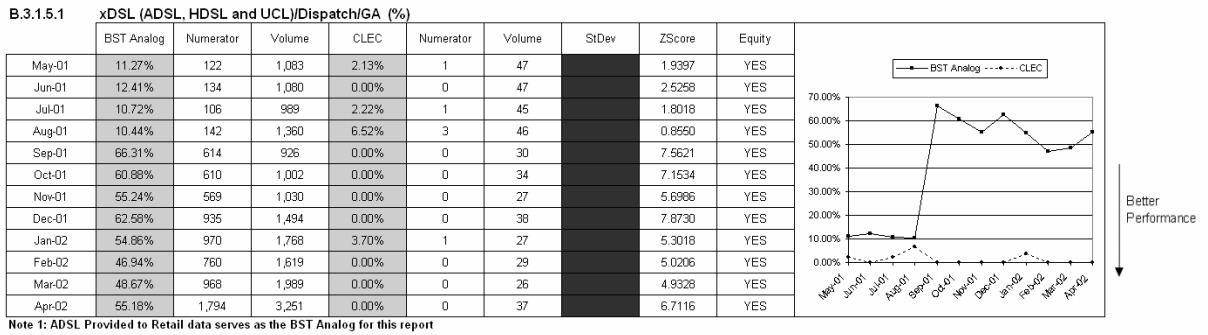 B.3.1.5.1 xDSL (ADSL, HDSL and UCL)/Dispatch/GA (%)
BST Analog Numerator Volume CLEC Numerator Volume StDev ZScore Equity
May-01 11.27% 122 1,083 2.13% 1 47 1.9397 YES
Jun-01 12.41% 134 1,080 0.00% 0 47 2.5258 YES
Jul-01 10.72% 106 989 2.22% 1 45 1.8018 YES
Aug-01 10.44% 142 1,360 6.52% 3 46 0.8550 YES
Sep-01 66.31% 614 926 0.00% 0 30 7.5621 YES
Oct-01 60.88% 610 1,002 0.00% 0 34 7.1534 YES
Nov-01 55.24% 569 1,030 0.00% 0 27 5.6986 YES
Dec-01 62.58% 935 1,494 0.00% 0 38 7.8730 YES
Jan-02 54.86% 970 1,768 3.70% 1 27 5.3018 YES
Feb-02 46.94% 760 1,619 0.00% 0 29 5.0206 YES
Mar-02 48.67% 968 1,989 0.00% 0 26 4.9328 YES
Apr-02 55.18% 1,794 3,251 0.00% 0 37 6.7116 YES
Note 1: ADSL Provided to Retail data serves as the BST Analog for this report
BST Analog CLEC
70.00%
60.00%
50.00%
40.00%
30.00%
20.00%
10.00%
0.00%
May-01 Jun-01 Jul-01 Aug-01 Sep-01 Oct-01 Nov-01 Dec-01 Jan-02 Feb-02 Mar-02 Apr-02
Better
Performance